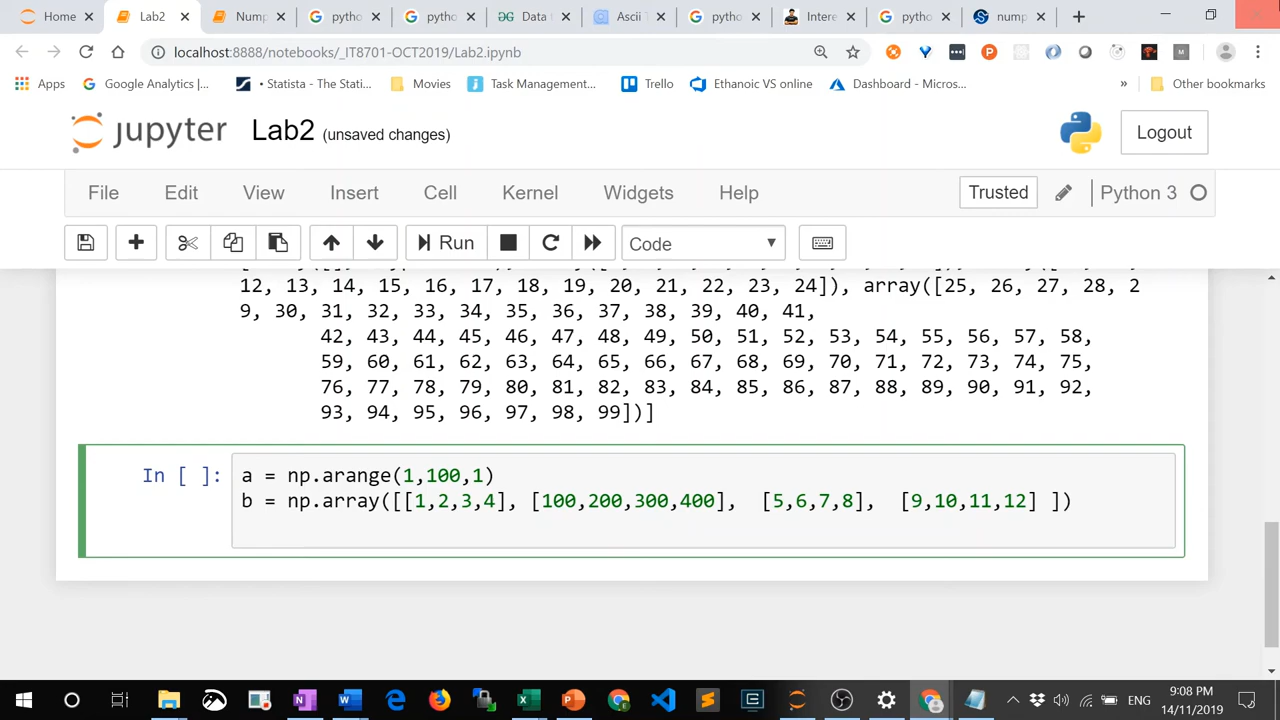 Home
Lab2
Nump
pytho
pytho
Data
Ascii T
pytho
Intere
pytho
nump
localhost:8888/notebooks/_IT8701-OCT2019/Lab2.ipynb
Apps
Google Analytics |...
• Statista - The Stati...
Movies
Task Management...
Trello
Ethanoic VS online
Dashboard - Micros...
»
Other bookmarks
jupyter Lab2 (unsaved changes)
Logout
File Edit View Insert Cell Kernel Widgets Help
Trusted
Python 3
Run
Code
12, 13, 14, 15, 16, 17, 18, 19, 20, 21, 22, 23, 24]), array([25, 26, 27, 28, 2
9, 30, 31, 32, 33, 34, 35, 36, 37, 38, 39, 40, 41,
42, 43, 44, 45, 46, 47, 48, 49, 50, 51, 52, 53, 54, 55, 56, 57, 58,
59, 60, 61, 62, 63, 64, 65, 66, 67, 68, 69, 70, 71, 72, 73, 74, 75,
76, 77, 78, 79, 80, 81, 82, 83, 84, 85, 86, 87, 88, 89, 90, 91, 92,
93, 94, 95, 96, 97, 98, 99])]
In [ ]: a = np.arange(1,100,1)
b = np.array([[1,2,3,4], [100,200,300,400], [5,6,7,8], [9,10,11,12] ])
ENG
9:08 PM
14/11/2019